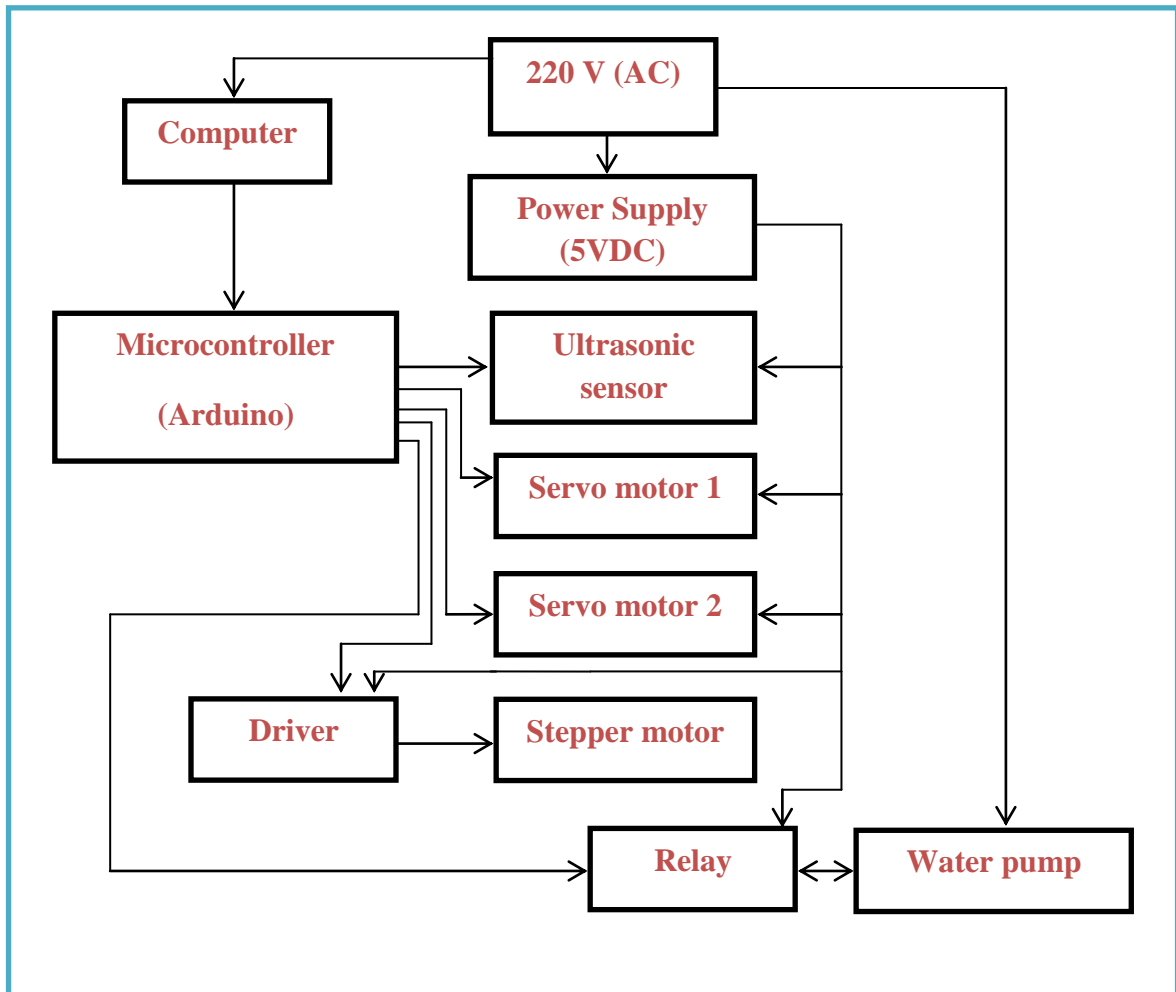 220 V (AC)
Computer
Power Supply
(5VDC)
Microcontroller
(Arduino)
Ultrasonic
sensor
Servo motor 1
Servo motor 2
Driver
Stepper motor
Relay
Water pump